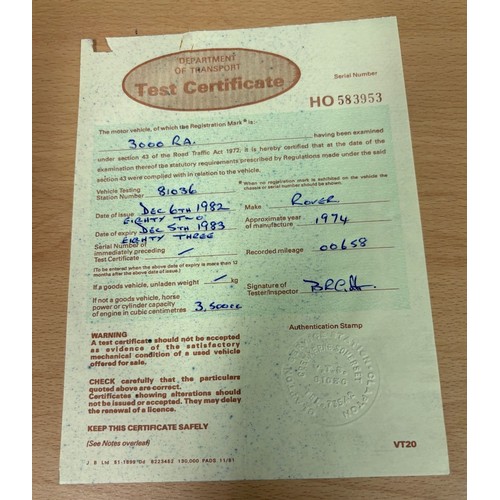 DEPARTMENT
OF TRANSPORT
Test Certificate
Serial Number
HO 583953
The motor vehicle, of which the Registration Mark * is:
3000 RA. having been examined
under section 43 of the Road Traffic Act 1972, it is hereby certified that at the date of the
examination thereof the statutory requirements prescribed by Regulations made under the said
section 43 were complied with in relation to the vehicle.
Vehicle Testing
Station Number 81036
*When no registration mark is exhibited on the vehicle the
chassis or serial number should be shown.
Date of issue DEC 6TH 1982
EIGHTY TWO
Make ROVER
Date of expiry DEC 5TH 1983
EIGHTY THREE
Approximate year
of manufacture 1974
Serial Number of
immediately preceding
Test Certificate /
Recorded mileage 00658
(To be entered when the above date of expiry is more than 12
months after the above date of issue.)
If a goods vehicle, unladen weight / kg
Signature of
Tester/Inspector
If not a goods vehicle, horse
power or cylinder capacity
of engine in cubic centimetres 3,500cc
Authentication Stamp
WARNING
A test certificate should not be accepted
as evidence of the satisfactory
mechanical condition of a used vehicle
offered for sale.
CHECK carefully that the particulars
quoted above are correct.
Certificates showing alterations should
not be issued or accepted. They may delay
the renewal of a licence.
KEEP THIS CERTIFICATE SAFELY
(See Notes overleaf)
VT20